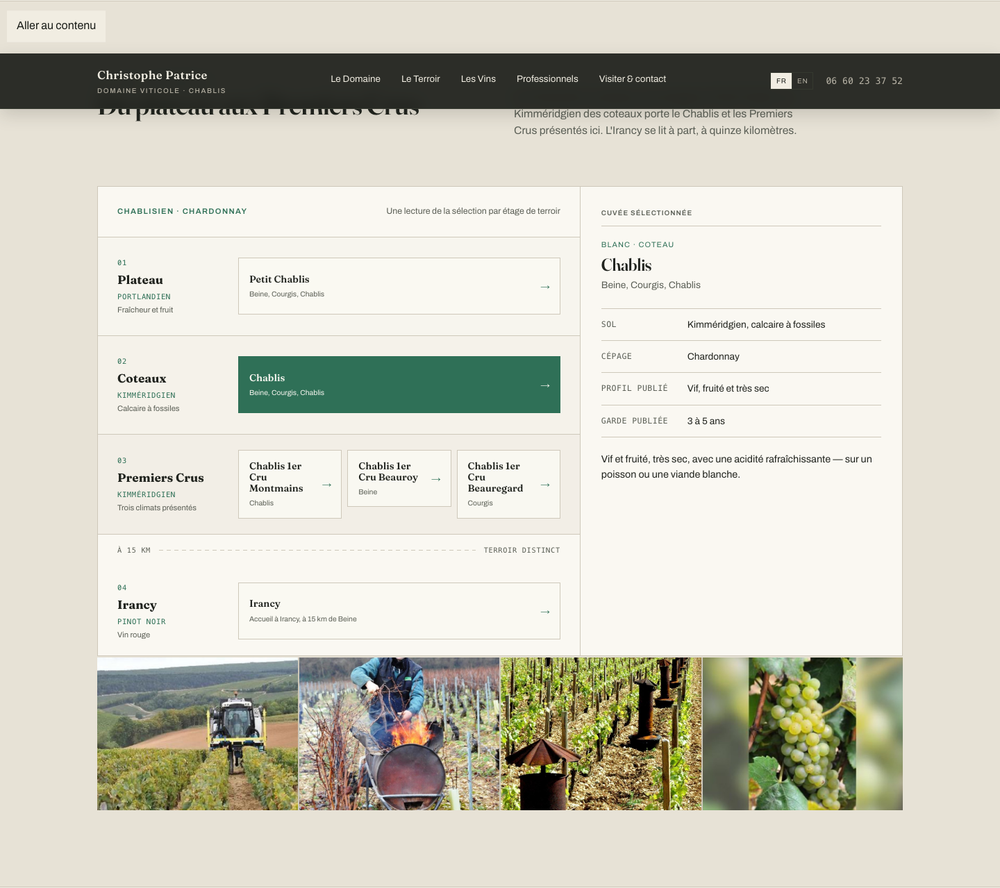 Aller au contenu
Christophe Patrice
DOMAINE VITICOLE · CHABLIS
Le Domaine
Le Terroir
Les Vins
Professionnels
Visiter & contact
FR
EN
06 60 23 37 52
Du plateau aux Premiers Crus
Kimméridgien des coteaux porte le Chablis et les Premiers
Crus présentés ici. L'Irancy se lit à part, à quinze kilomètres.
CHABLISIEN · CHARDONNAY
Une lecture de la sélection par étage de terroir
01
Plateau
PORTLANDIEN
Fraîcheur et fruit
Petit Chablis
Beine, Courgis, Chablis
→
02
Coteaux
KIMMÉRIDGIEN
Calcaire à fossiles
Chablis
Beine, Courgis, Chablis
→
03
Premiers Crus
KIMMÉRIDGIEN
Trois climats présentés
Chablis 1er
Cru
Montmains
Chablis
→
Chablis 1er
Cru Beauroy
Beine
→
Chablis 1er
Cru
Beauregard
Courgis
→
À 15 KM
TERROIR DISTINCT
04
Irancy
PINOT NOIR
Vin rouge
Irancy
Accueil à Irancy, à 15 km de Beine
→
CUVÉE SÉLECTIONNÉE
BLANC · COTEAU
Chablis
Beine, Courgis, Chablis
SOL
Kimméridgien, calcaire à fossiles
CÉPAGE
Chardonnay
PROFIL PUBLIÉ
Vif, fruité et très sec
GARDE PUBLIÉE
3 à 5 ans
Vif et fruité, très sec, avec une acidité rafraîchissante — sur un
poisson ou une viande blanche.